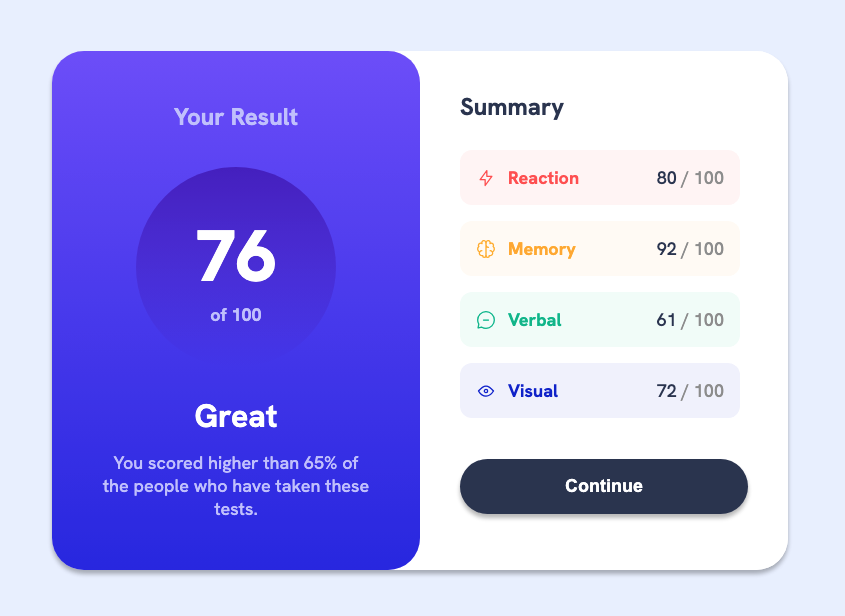 Your Result
76
of 100
Great
You scored higher than 65% of
the people who have taken these
tests.
Summary
Reaction 80 / 100
Memory 92 / 100
Verbal 61 / 100
Visual 72 / 100
Continue